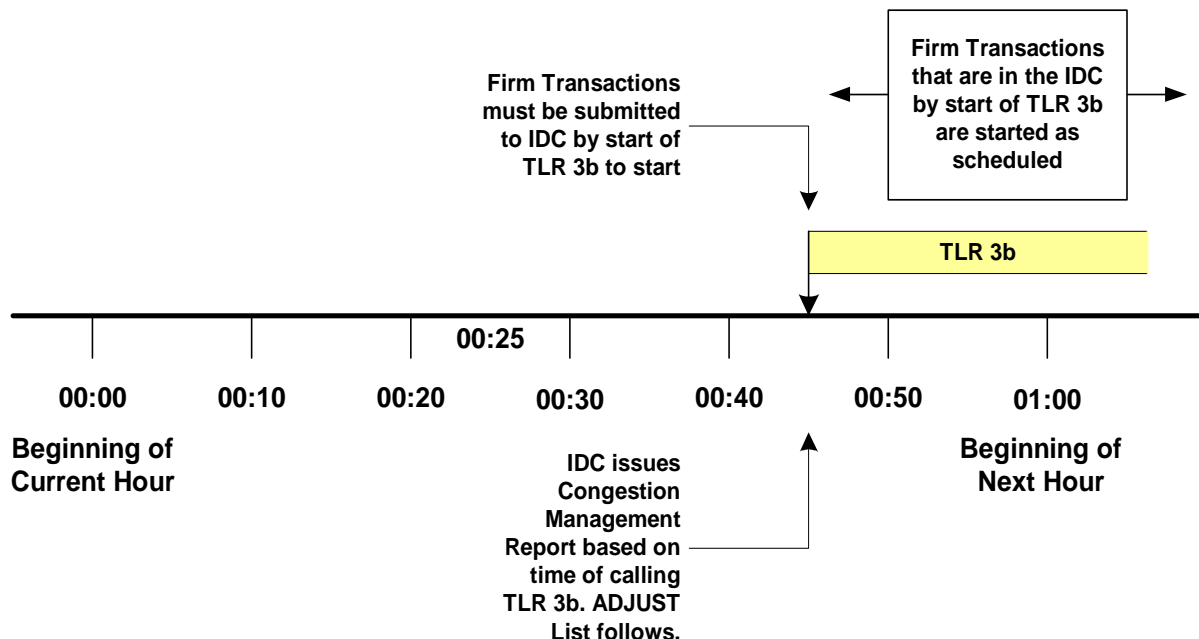 Firm Transactions
must be submitted
to IDC by start of
TLR 3b to start
Firm Transactions
that are in the IDC
by start of TLR 3b
are started as
scheduled
TLR 3b
00:25
00:00
00:10
00:20
00:30
00:40
00:50
01:00
Beginning of
Current Hour
IDC issues
Congestion
Management
Report based on
time of calling
TLR 3b. ADJUST
List follows.
Beginning of
Next Hour